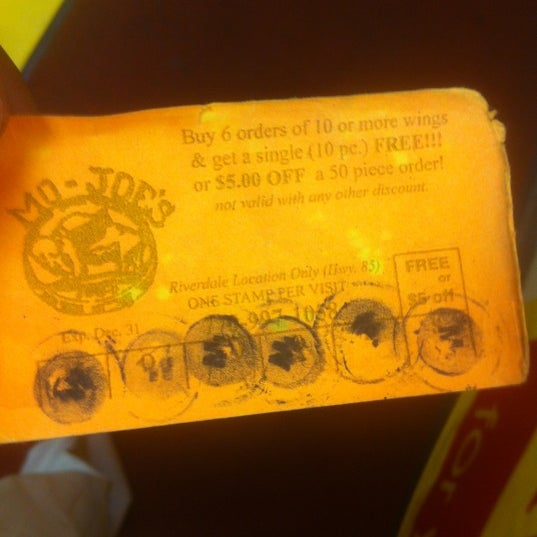 Buy 6 orders of 10 or more wings
& get a single (10 pc.) FREE!!!
or $5.00 OFF a 50 piece order!
not valid with any other discount.
MO-JOE'S
Riverdale Location Only (Hwy. 85)
ONE STAMP PER VISIT
FREE
or
$5 off
Exp. Dec. 31
for